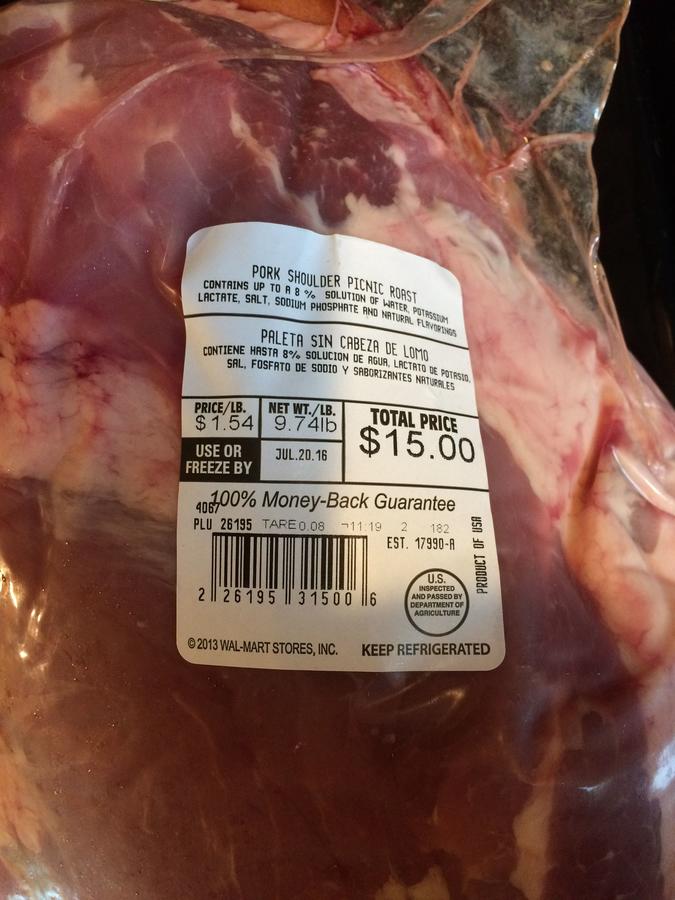 PORK SHOULDER PICNIC ROAST
CONTAINS UP TO A 8 % SOLUTION OF WATER, POTASSIUM
LACTATE, SALT, SODIUM PHOSPHATE AND NATURAL FLAVORINGS
PALETA SIN CABEZA DE LOMO
CONTIENE HASTA 8% SOLUCION DE AGUA, LACTATO DE POTASIO,
SAL, FOSFATO DE SODIO Y SABORIZANTES NATURALES
PRICE/LB. NET WT./LB. TOTAL PRICE
$1.54 9.74lb $15.00
USE OR
FREEZE BY
JUL.20.16
100% Money-Back Guarantee
4067
PLU 26195 TARE 0.08 ¬11:19 2 182
EST. 17990-A
2 26195 31500 6
PRODUCT OF USA
U.S.
INSPECTED
AND PASSED BY
DEPARTMENT OF
AGRICULTURE
© 2013 WAL-MART STORES, INC. KEEP REFRIGERATED